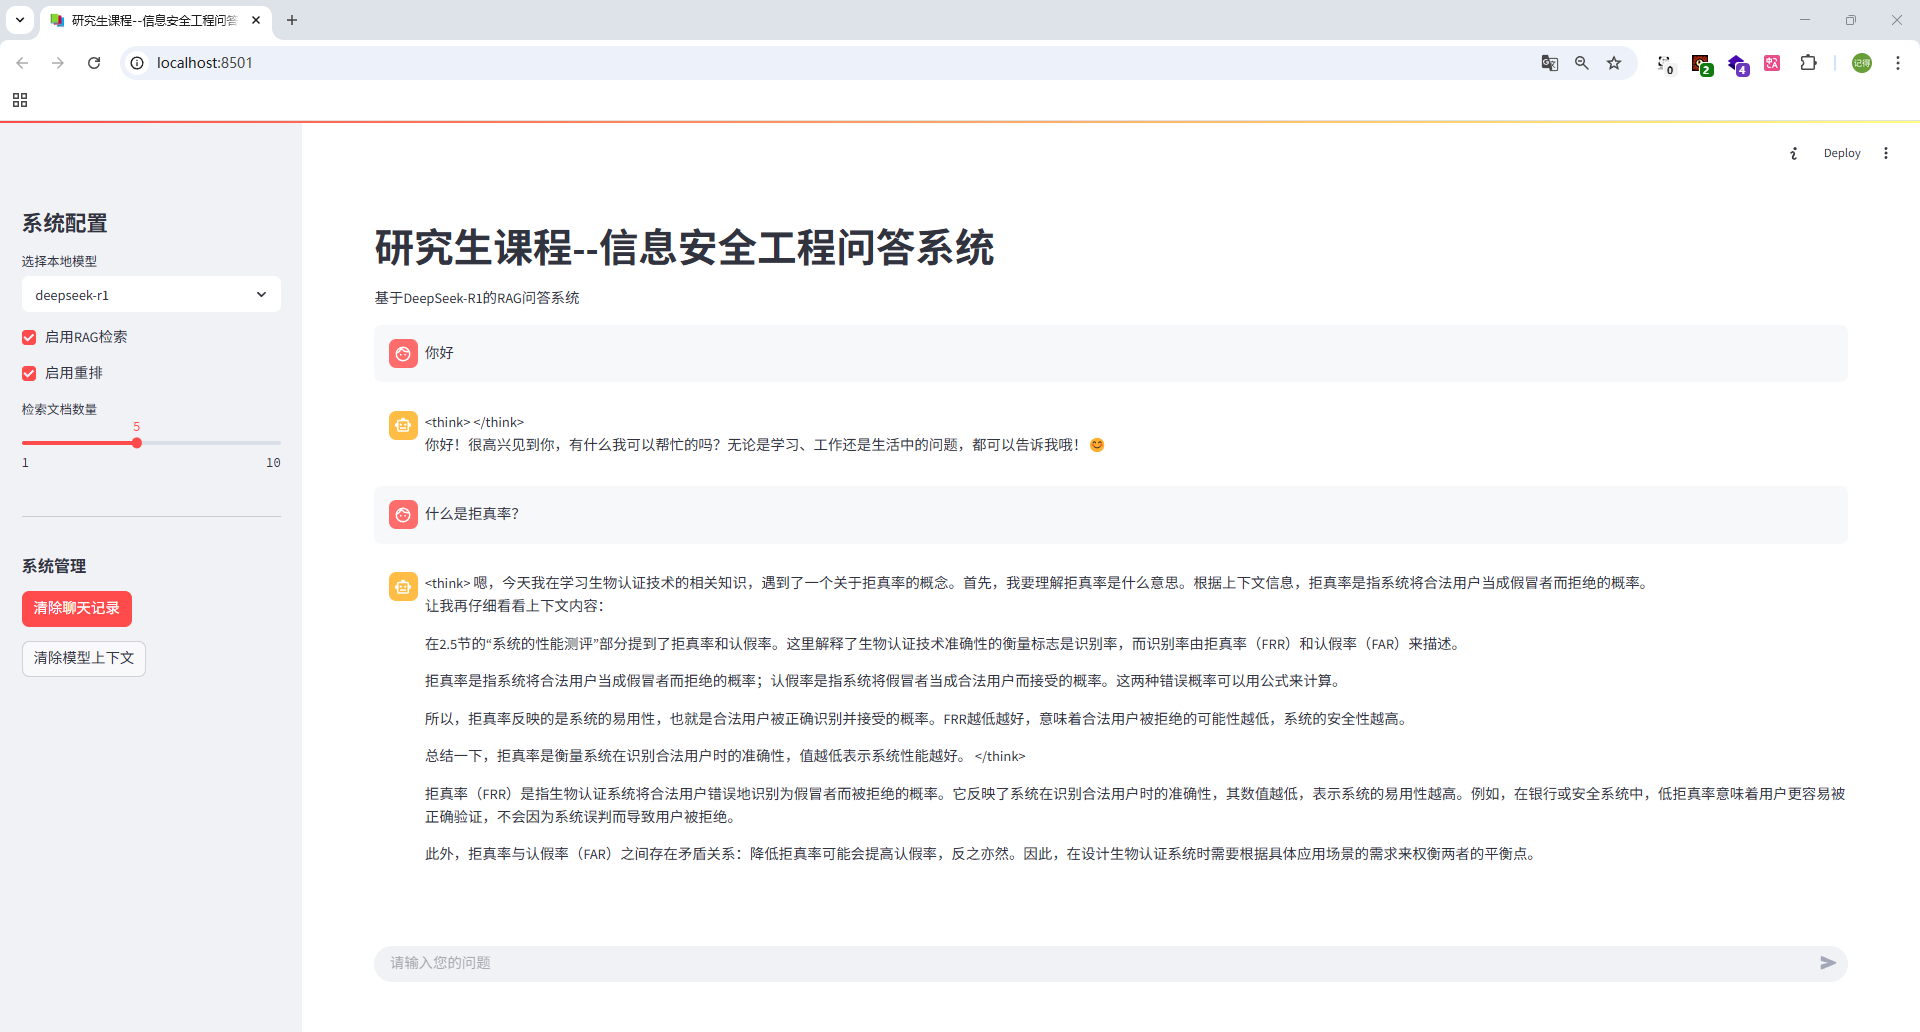 研究生课程--信息安全工程问答
localhost:8501
0
2
4
记得
Deploy
系统配置
选择本地模型
deepseek-r1
启用RAG检索
启用重排
检索文档数量
5
1
10
系统管理
清除聊天记录
清除模型上下文
研究生课程--信息安全工程问答系统
基于DeepSeek-R1的RAG问答系统
你好
<think> </think>
你好！很高兴见到你，有什么我可以帮忙的吗？无论是学习、工作还是生活中的问题，都可以告诉我哦！😊
什么是拒真率？
<think> 嗯，今天我在学习生物认证技术的相关知识，遇到了一个关于拒真率的概念。首先，我要理解拒真率是什么意思。根据上下文信息，拒真率是指系统将合法用户当成假冒者而拒绝的概率。
让我再仔细看看上下文内容：
在2.5节的“系统的性能测评”部分提到了拒真率和认假率。这里解释了生物认证技术准确性的衡量标志是识别率，而识别率由拒真率（FRR）和认假率（FAR）来描述。
拒真率是指系统将合法用户当成假冒者而拒绝的概率；认假率是指系统将假冒者当成合法用户而接受的概率。这两种错误概率可以用公式来计算。
所以，拒真率反映的是系统的易用性，也就是合法用户被正确识别并接受的概率。FRR越低越好，意味着合法用户被拒绝的可能性越低，系统的安全性越高。
总结一下，拒真率是衡量系统在识别合法用户时的准确性，值越低表示系统性能越好。 </think>
拒真率（FRR）是指生物认证系统将合法用户错误地识别为假冒者而被拒绝的概率。它反映了系统在识别合法用户时的准确性，其数值越低，表示系统的易用性越高。例如，在银行或安全系统中，低拒真率意味着用户更容易被
正确验证，不会因为系统误判而导致用户被拒绝。
此外，拒真率与认假率（FAR）之间存在矛盾关系：降低拒真率可能会提高认假率，反之亦然。因此，在设计生物认证系统时需要根据具体应用场景的需求来权衡两者的平衡点。
请输入您的问题